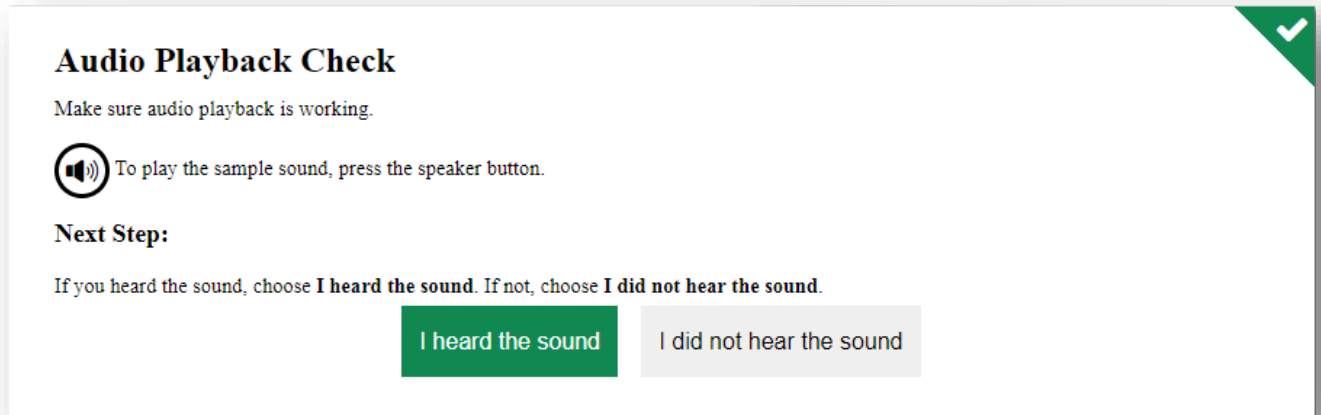 Audio Playback Check
Make sure audio playback is working.
To play the sample sound, press the speaker button.
Next Step:
If you heard the sound, choose I heard the sound. If not, choose I did not hear the sound.
I heard the sound
I did not hear the sound